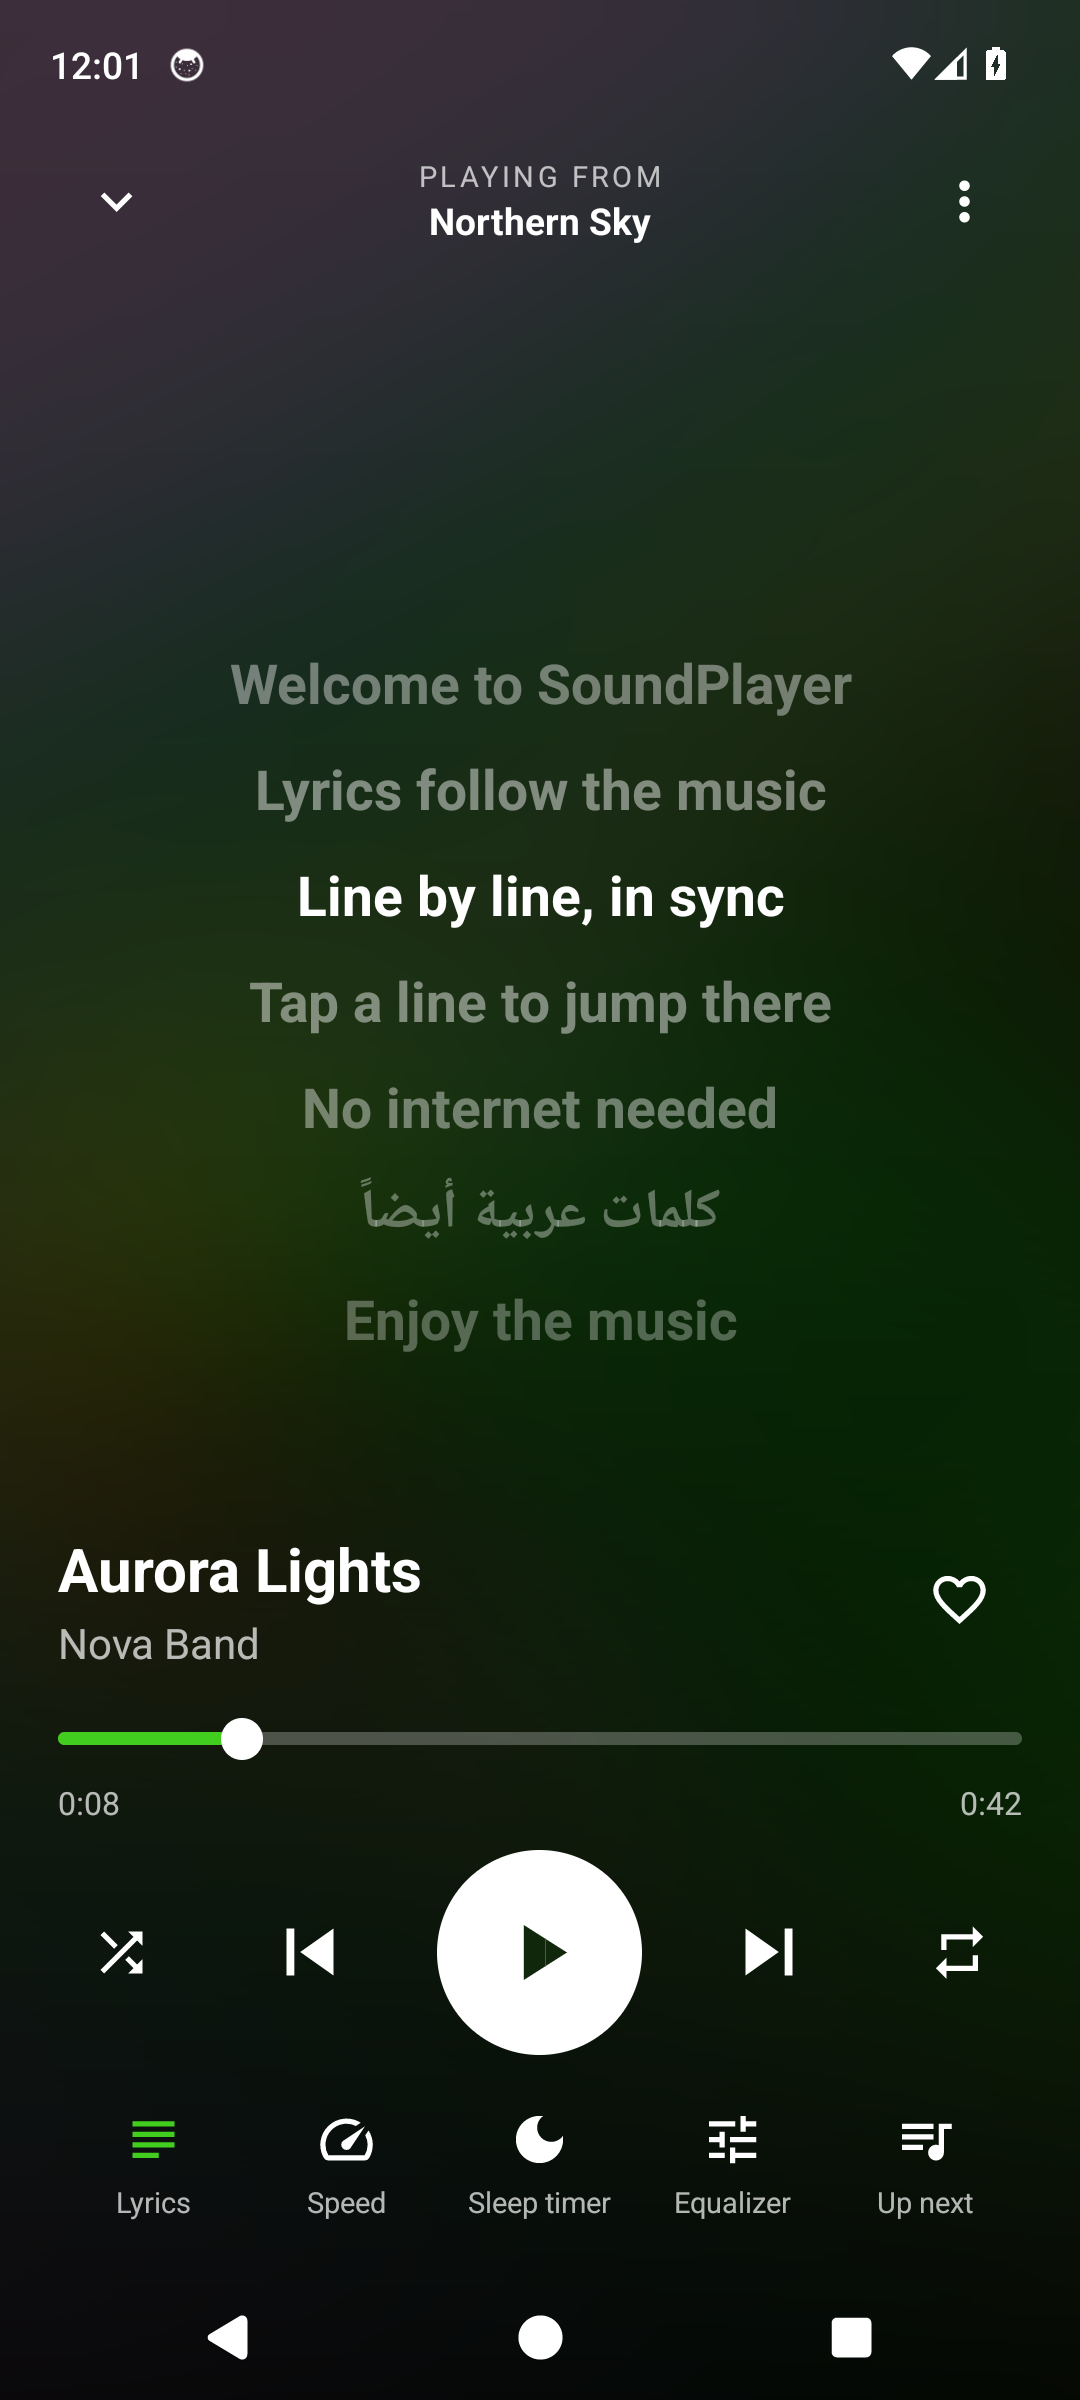 12:01
PLAYING FROM
Northern Sky
Welcome to SoundPlayer
Lyrics follow the music
Line by line, in sync
Tap a line to jump there
No internet needed
كلمات عربية أيضاً
Enjoy the music
Aurora Lights
Nova Band
0:08 0:42
Lyrics Speed Sleep timer Equalizer Up next